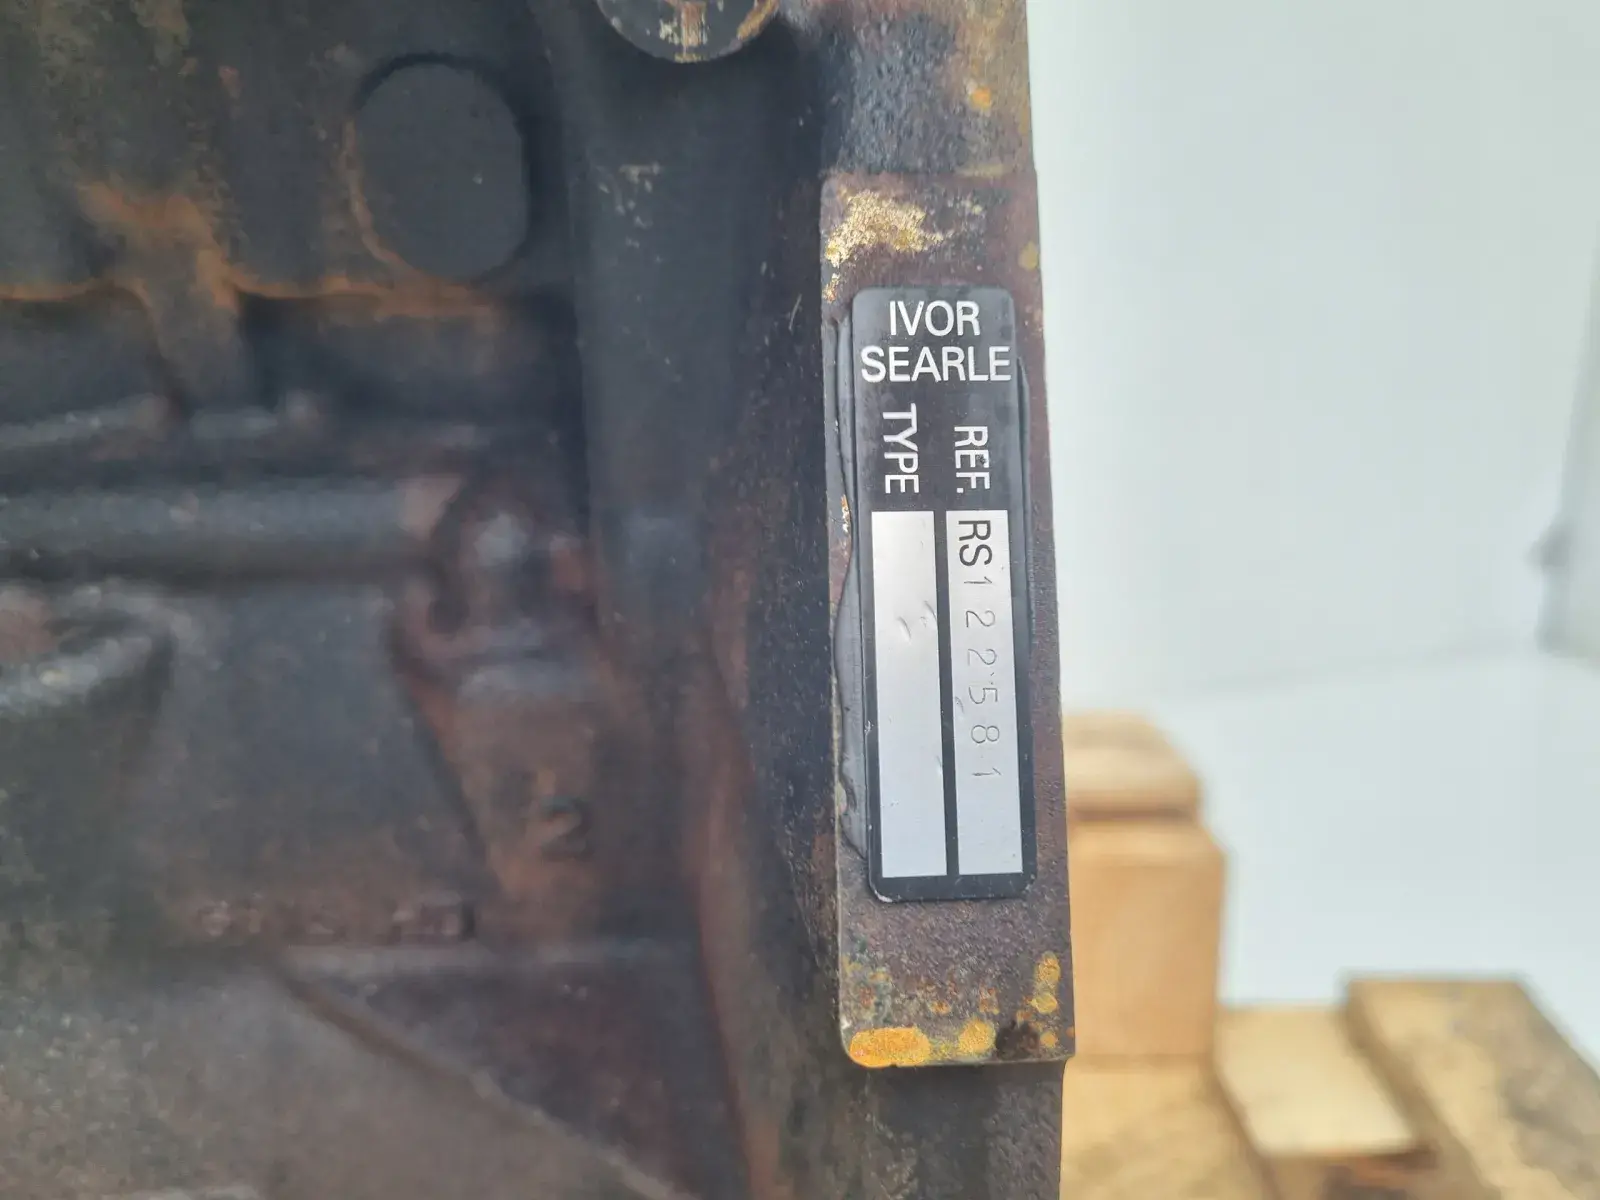 IVOR
SEARLE
REF. RS122581
TYPE